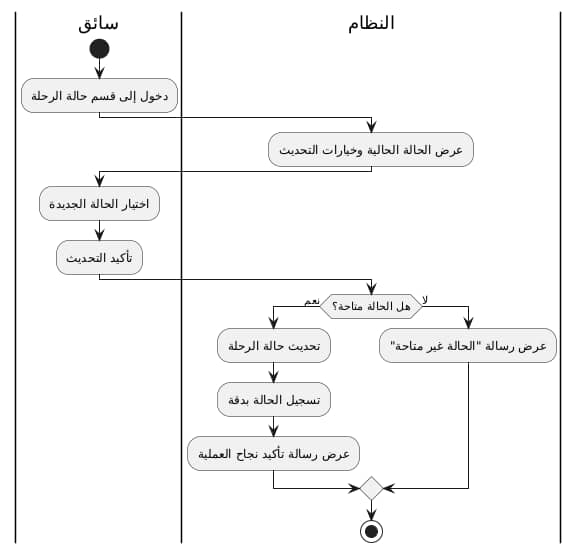 سائق
النظام
دخول إلى قسم حالة الرحلة
عرض الحالة الحالية وخيارات التحديث
اختيار الحالة الجديدة
تأكيد التحديث
هل الحالة متاحة؟
نعم
لا
تحديث حالة الرحلة
عرض رسالة "الحالة غير متاحة"
تسجيل الحالة بدقة
عرض رسالة تأكيد نجاح العملية